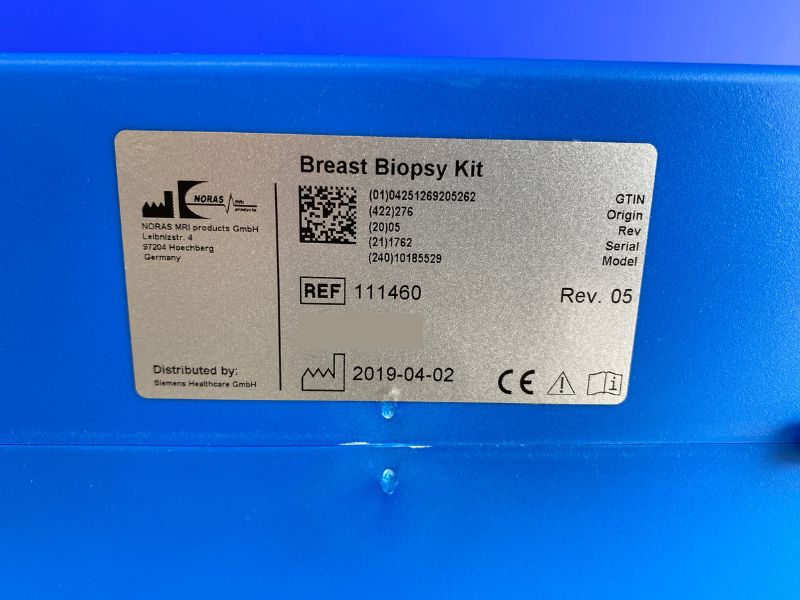 Breast Biopsy Kit
NORAS MRI products
NORAS MRI products GmbH
Leibnizstr. 4
97204 Hoechberg
Germany
Distributed by:
Siemens Healthcare GmbH
(01)04251269205262 GTIN
(422)276 Origin
(20)05 Rev
(21)1762 Serial
(240)10185529 Model
REF 111460 Rev. 05
2019-04-02 CE